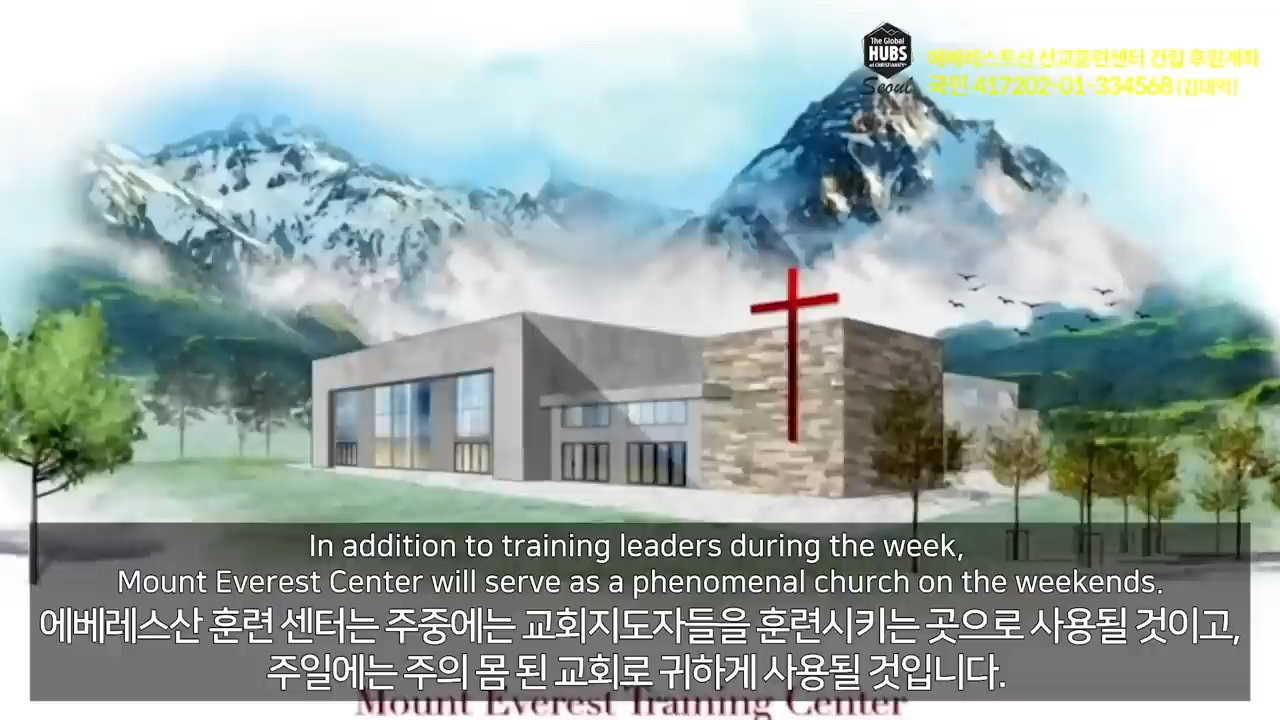 The Global
HUBS
of CHRISTIANITY
Seoul
에베레스트산 선교훈련센터 건립 후원계좌
국민 417202-01-334568 (김대억)
In addition to training leaders during the week,
Mount Everest Center will serve as a phenomenal church on the weekends.
에베레스산 훈련 센터는 주중에는 교회지도자들을 훈련시키는 곳으로 사용될 것이고,
주일에는 주의 몸 된 교회로 귀하게 사용될 것입니다.
Mount Everest Training Center